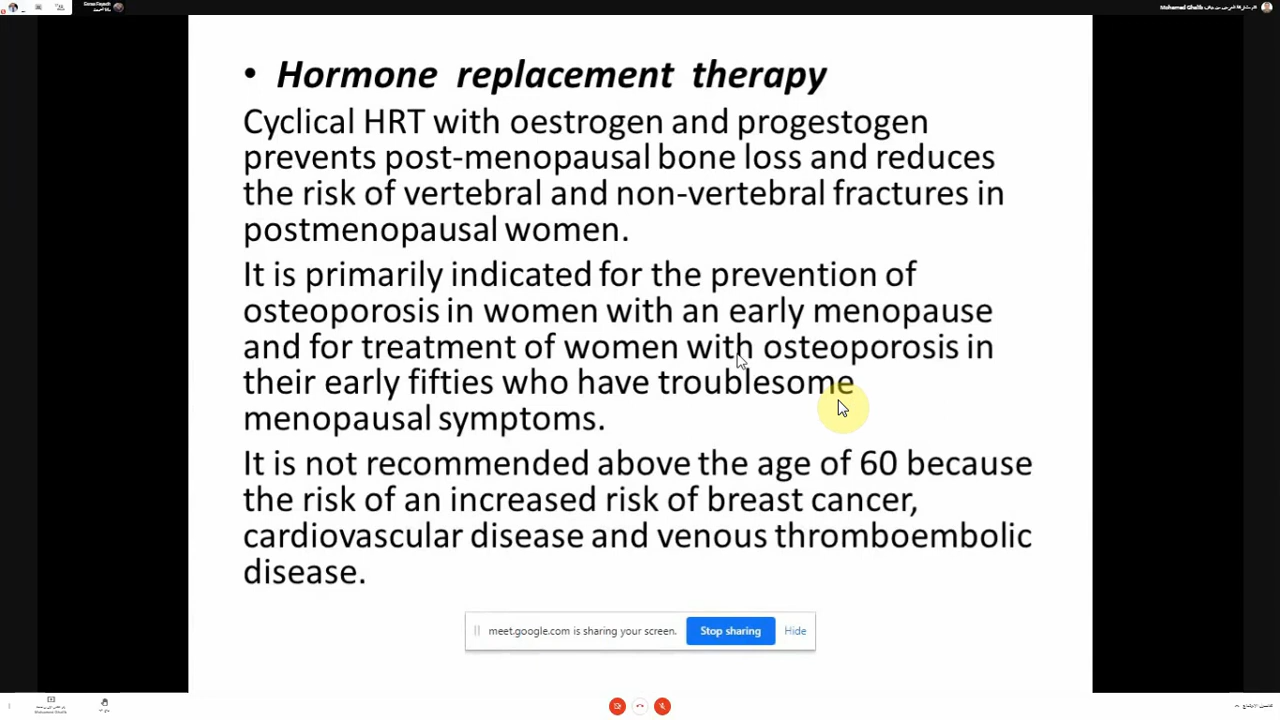 Mohamed Ghalib
• Hormone replacement therapy
Cyclical HRT with oestrogen and progestogen
prevents post-menopausal bone loss and reduces
the risk of vertebral and non-vertebral fractures in
postmenopausal women.
It is primarily indicated for the prevention of
osteoporosis in women with an early menopause
and for treatment of women with osteoporosis in
their early fifties who have troublesome
menopausal symptoms.
It is not recommended above the age of 60 because
the risk of an increased risk of breast cancer,
cardiovascular disease and venous thromboembolic
disease.
meet.google.com is sharing your screen.
Stop sharing
Hide